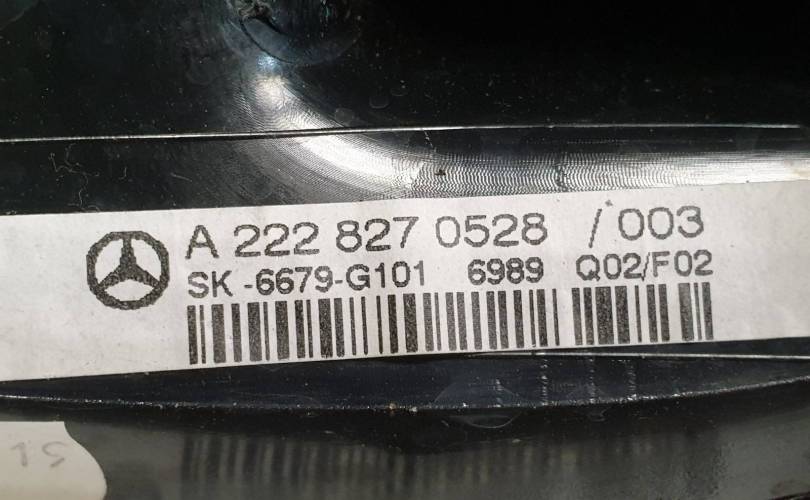 A 222 827 0528 / 003
SK -6679-G101 6989 Q02/F02